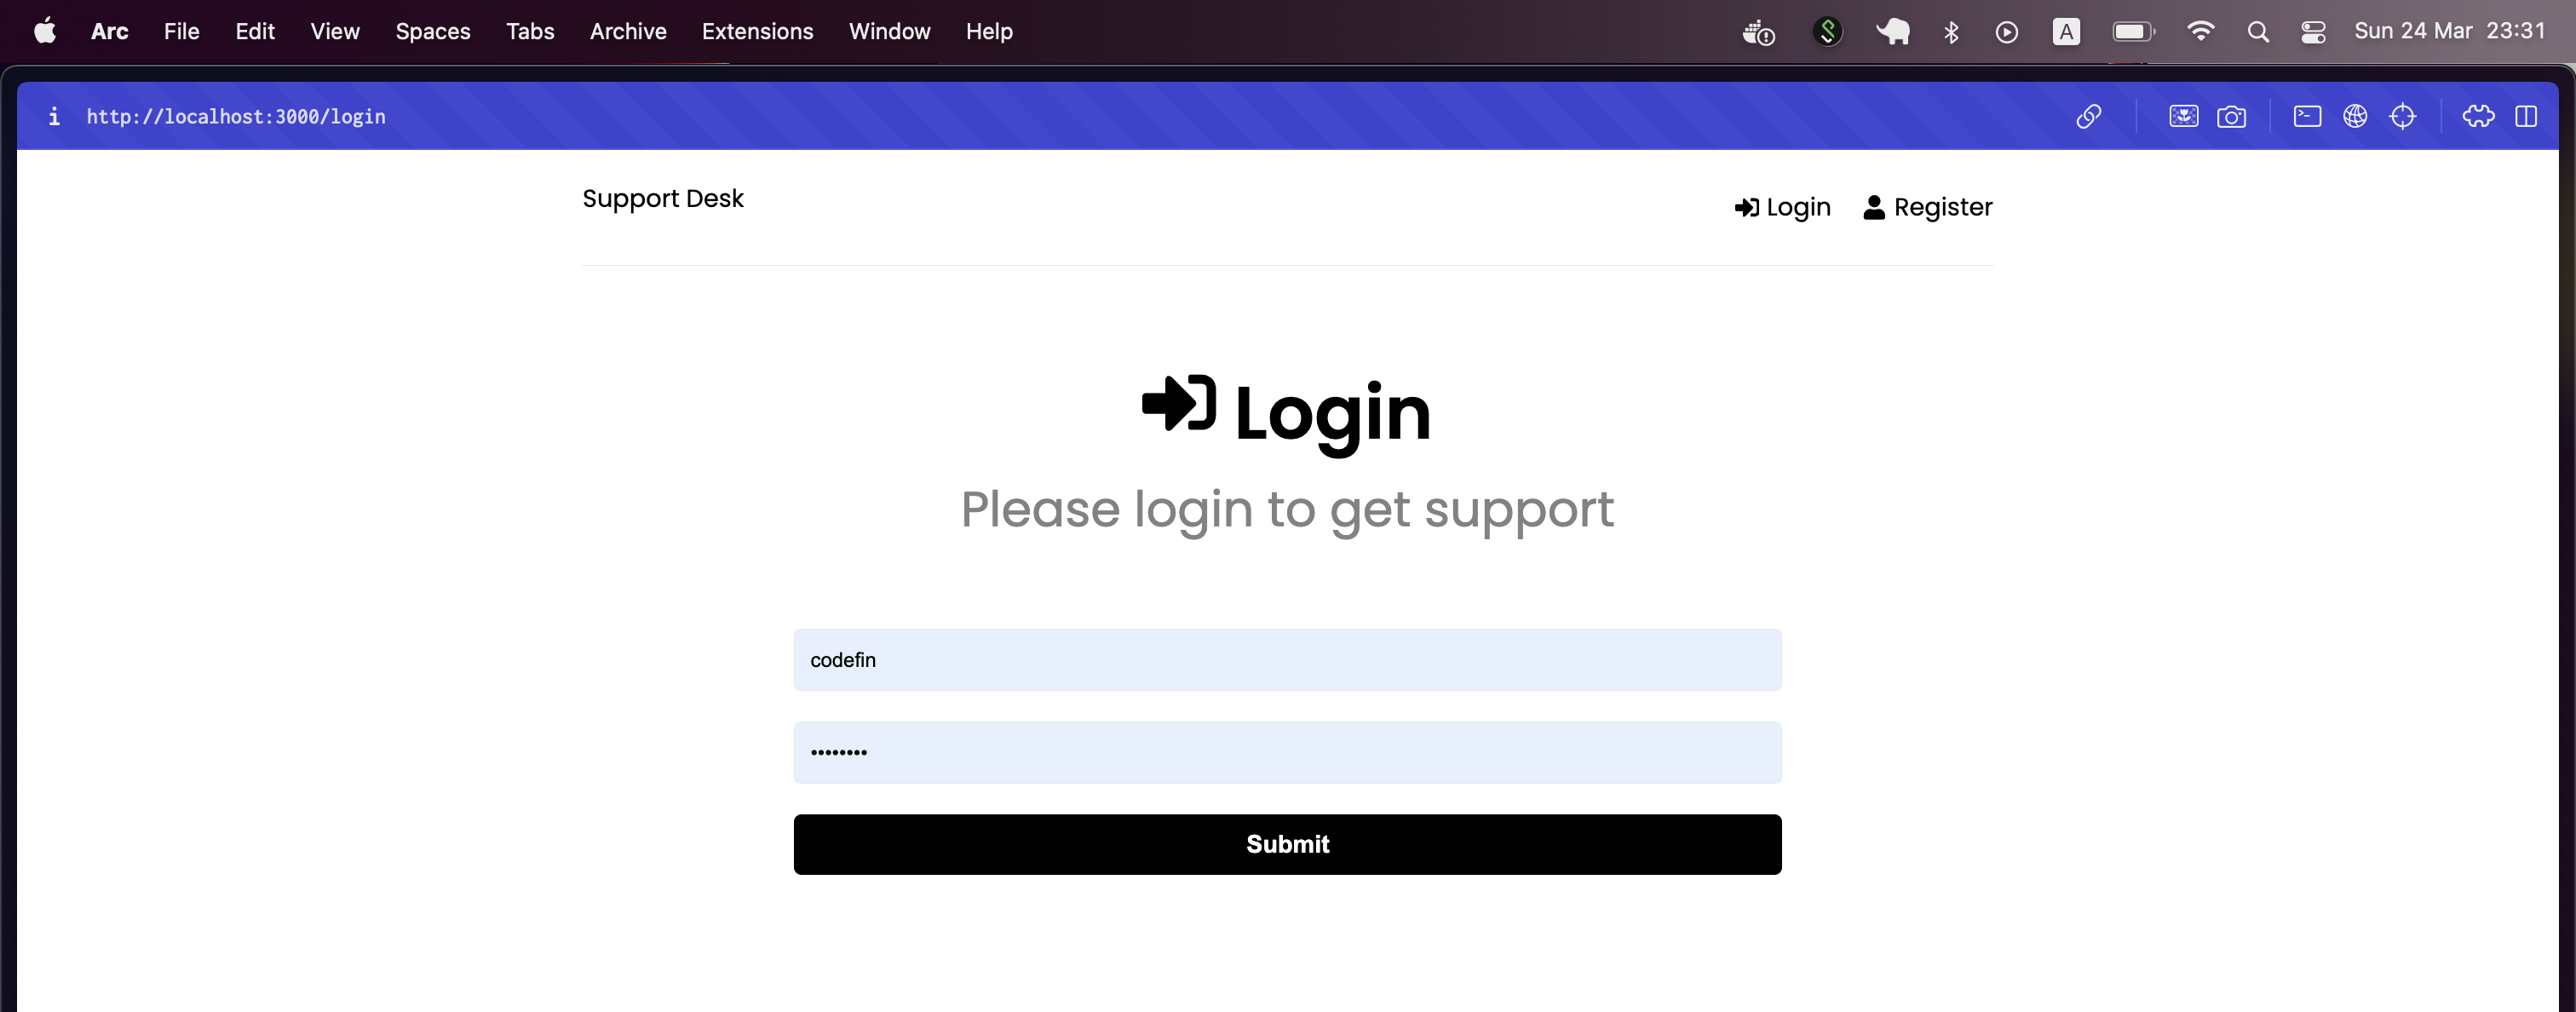 Arc File Edit View Spaces Tabs Archive Extensions Window Help A Sun 24 Mar 23:31
i http://localhost:3000/login
Support Desk Login Register
Login
Please login to get support
codefin
••••••••
Submit